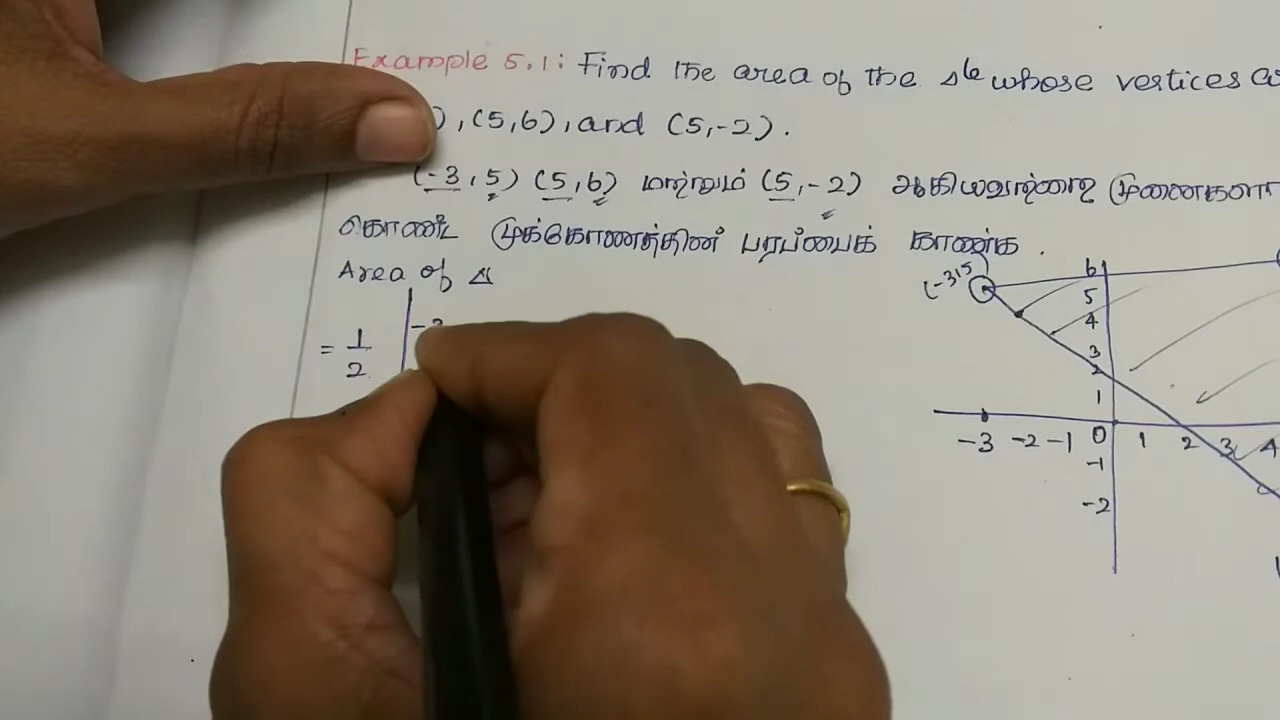 Example 5.1: Find the area of the Δle whose vertices
), (5,6), and (5,-2).
(-3,5) (5,6) மற்றும் (5,-2) ஆகியவற்றை முனைகளா
கொண்ட முக்கோணத்தின் பரப்பைக் காண்க.
Area of Δ
= 1/2 | -3
(-3,5
6
5
4
3
2
1
-3 -2 -1 0 1 2 3 4
-1
-2